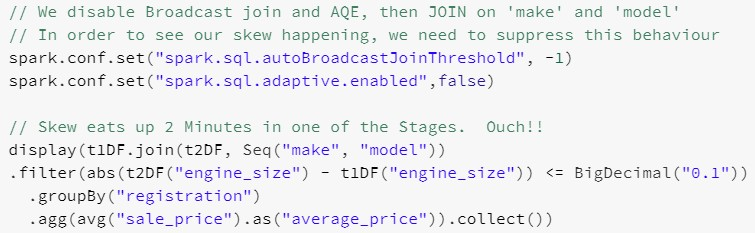 // We disable Broadcast join and AQE, then JOIN on 'make' and 'model'
// In order to see our skew happening, we need to suppress this behaviour
spark.conf.set("spark.sql.autoBroadcastJoinThreshold", -1)
spark.conf.set("spark.sql.adaptive.enabled",false)

// Skew eats up 2 Minutes in one of the Stages.  Ouch!!
display(t1DF.join(t2DF, Seq("make", "model"))
.filter(abs(t2DF("engine_size") - t1DF("engine_size")) <= BigDecimal("0.1"))
  .groupBy("registration")
  .agg(avg("sale_price").as("average_price")).collect())